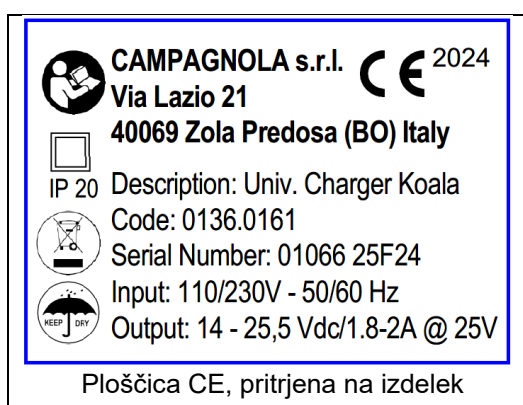 CAMPAGNOLA s.r.l. CE 2024
Via Lazio 21
40069 Zola Predosa (BO) Italy
IP 20
Description: Univ. Charger Koala
Code: 0136.0161
Serial Number: 01066 25F24
Input: 110/230V - 50/60 Hz
KEEP DRY
Output: 14 - 25,5 Vdc/1.8-2A @ 25V
Ploščica CE, pritrjena na izdelek